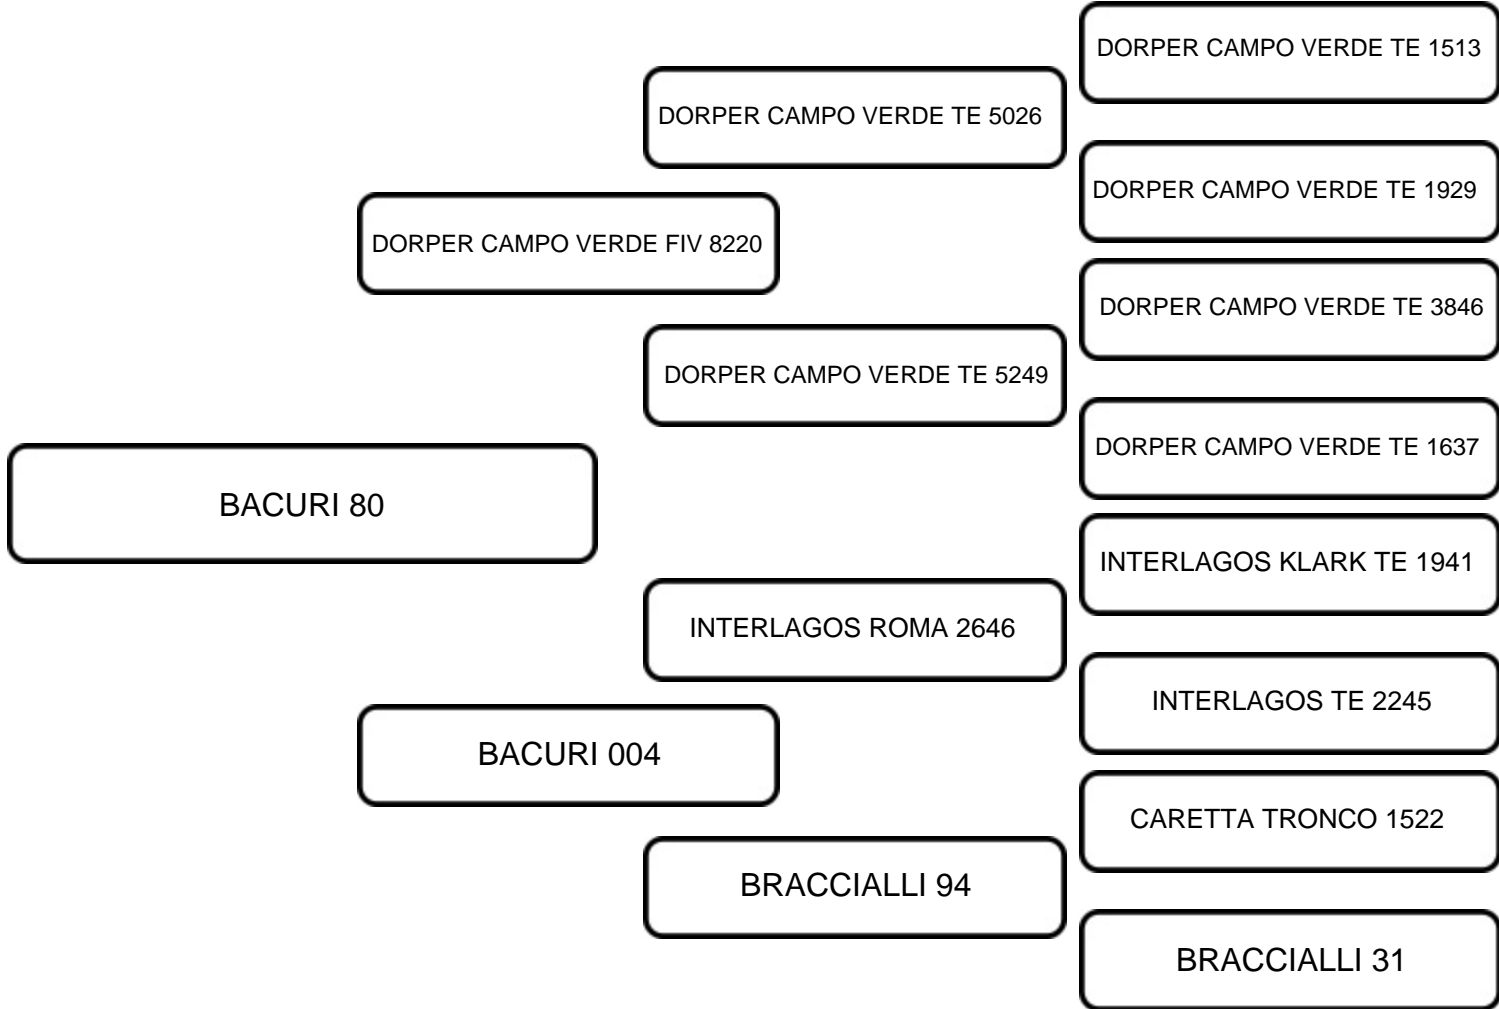 DORPER CAMPO VERDE TE 1513
DORPER CAMPO VERDE TE 5026
DORPER CAMPO VERDE TE 1929
DORPER CAMPO VERDE FIV 8220
DORPER CAMPO VERDE TE 3846
DORPER CAMPO VERDE TE 5249
DORPER CAMPO VERDE TE 1637
BACURI 80
INTERLAGOS KLARK TE 1941
INTERLAGOS ROMA 2646
INTERLAGOS TE 2245
BACURI 004
CARETTA TRONCO 1522
BRACCIALLI 94
BRACCIALLI 31